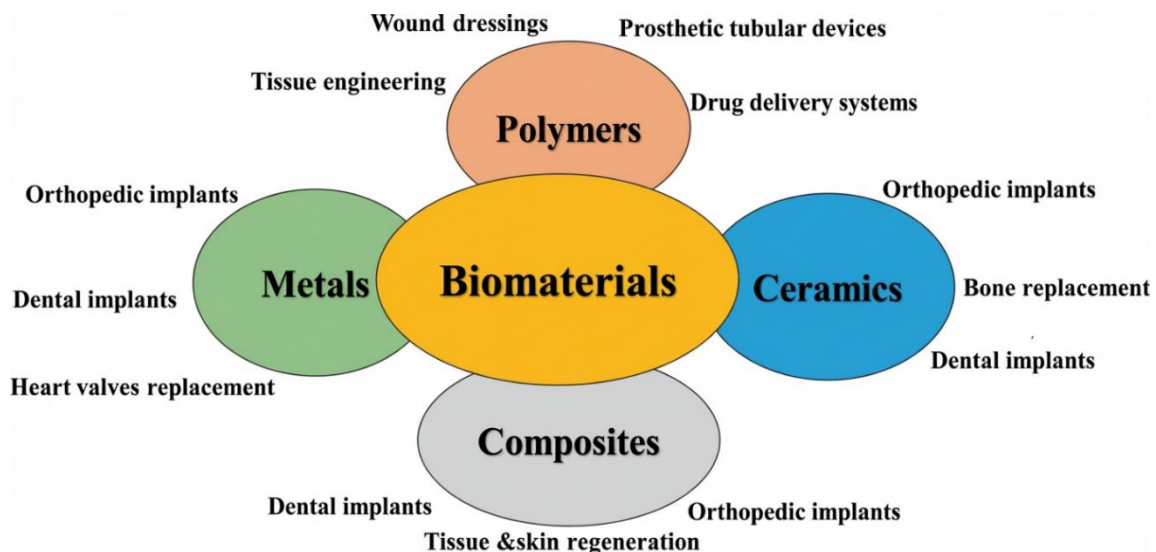 Wound dressings
Prosthetic tubular devices
Tissue engineering
Drug delivery systems
Polymers
Orthopedic implants
Orthopedic implants
Metals
Biomaterials
Ceramics
Dental implants
Bone replacement
Heart valves replacement
Dental implants
Composites
Dental implants
Orthopedic implants
Tissue &skin regeneration